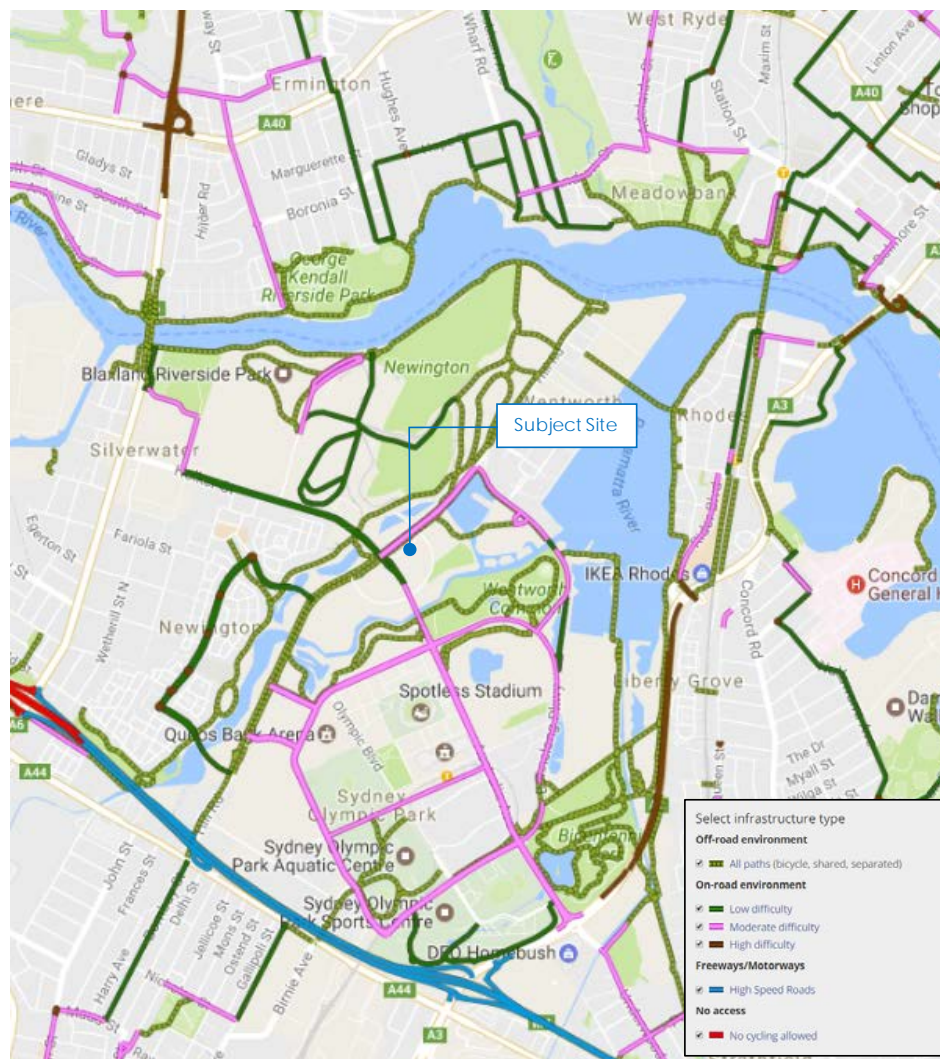 West Ryde
Wharf Rd
Maxim St
Linton Ave
Ermington
Hughes Ave
Station St
A40
A40
Shop
Gladys St
Marguerette St
South St
Hilder Rd
Boronia St
Meadowbank
River
George
Kendall
Riverside Park
Newington
Blaxland Riverside Park
Wentworth
Rhodes
A3
Subject Site
Silverwater
Egerton St
Fariola St
IKEA Rhodes
Concord
General H
Wentworth
Common
Wetherill St N
Newington
Concord Rd
Liberty Grove
Spotless Stadium
Olympic Blvd
Qudos Bank Arena
A6
A44
Sydney
Olympic Park
The Dr
Myall St
Wilga St
Queen St
Sydney Olympic
Park Aquatic Centre
Bicentenni
John St
Frances St
Delhi St
Sydney Olympic
Park Sports Centre
Jellicoe St
Mons St
Ostend St
Gallipoli St
Harry Ave
Birnie Ave
DFO Homebush
A44
A3
Select infrastructure type
Off-road environment
All paths (bicycle, shared, separated)
On-road environment
Low difficulty
Moderate difficulty
High difficulty
Freeways/Motorways
High Speed Roads
No access
No cycling allowed